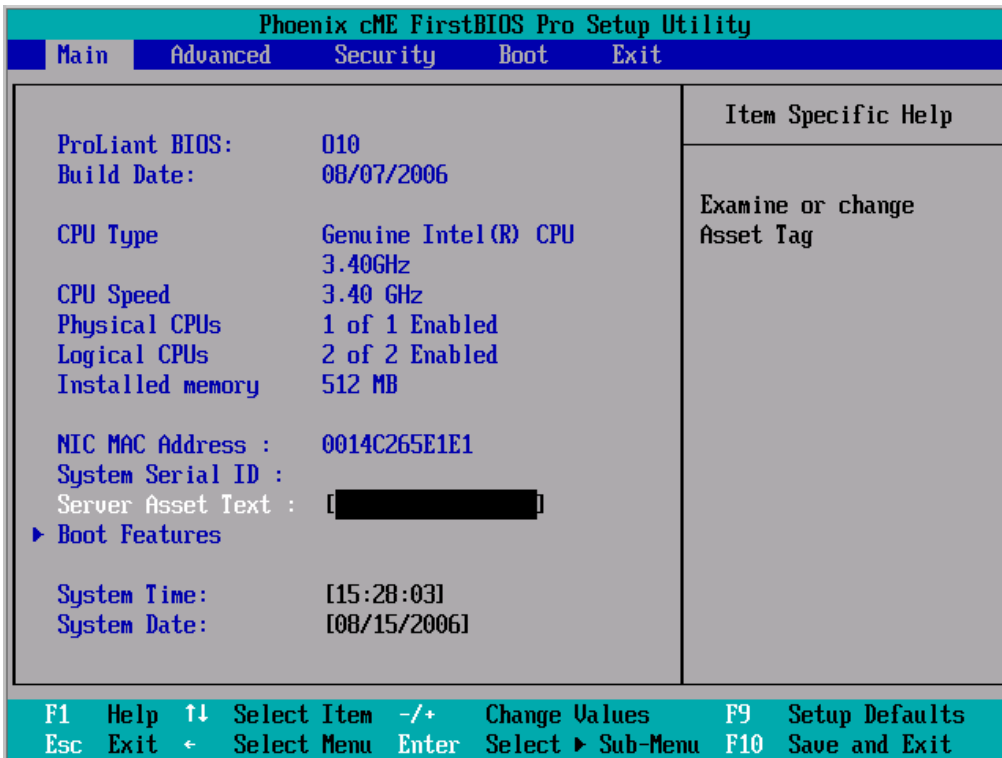 Phoenix cME FirstBIOS Pro Setup Utility
Main Advanced Security Boot Exit
Item Specific Help
ProLiant BIOS: O10
Build Date: 08/07/2006
Examine or change
Asset Tag
CPU Type Genuine Intel(R) CPU
3.40GHz
CPU Speed 3.40 GHz
Physical CPUs 1 of 1 Enabled
Logical CPUs 2 of 2 Enabled
Installed memory 512 MB
NIC MAC Address : 0014C265E1E1
System Serial ID :
Server Asset Text : [ ]
▶ Boot Features
System Time: [15:28:03]
System Date: [08/15/2006]
F1 Help ↑↓ Select Item -/+ Change Values F9 Setup Defaults
Esc Exit ← Select Menu Enter Select ▶ Sub-Menu F10 Save and Exit